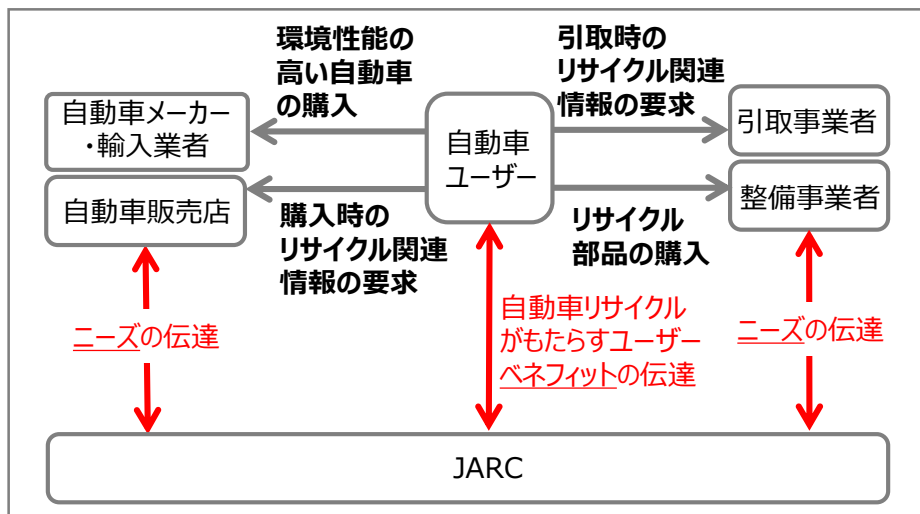 環境性能の
高い自動車
の購入
引取時の
リサイクル関連
情報の要求
自動車メーカー
・輸入業者
自動車
ユーザー
引取事業者
自動車販売店
整備事業者
購入時の
リサイクル関連
情報の要求
リサイクル
部品の購入
ニーズの伝達
自動車リサイクル
がもたらすユーザー
ベネフィットの伝達
ニーズの伝達
JARC